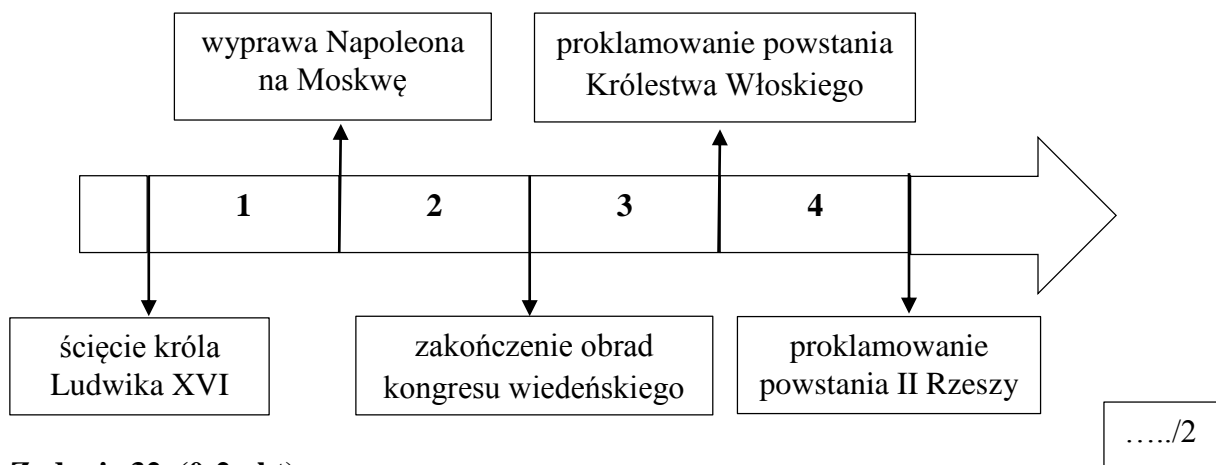 wyprawa Napoleona
na Moskwę
proklamowanie powstania
Królestwa Włoskiego
1
2
3
4
ścięcie króla
Ludwika XVI
zakończenie obrad
kongresu wiedeńskiego
proklamowanie
powstania II Rzeszy
…../2